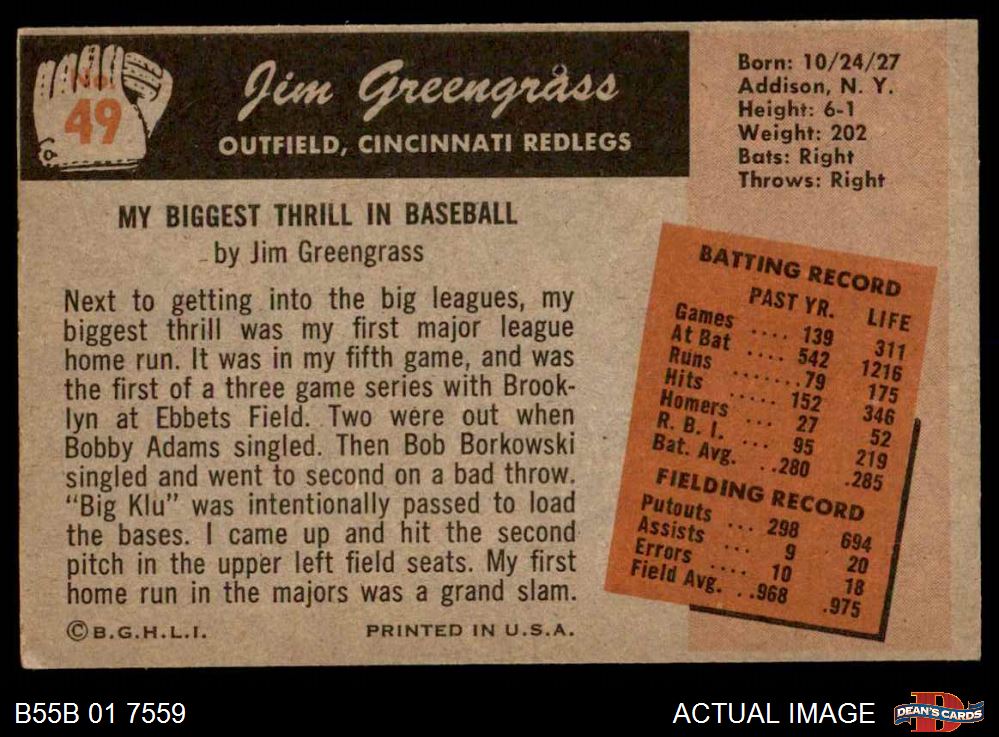 No.
49
Jim Greengrass
OUTFIELD, CINCINNATI REDLEGS
Born: 10/24/27
Addison, N. Y.
Height: 6-1
Weight: 202
Bats: Right
Throws: Right
MY BIGGEST THRILL IN BASEBALL
by Jim Greengrass
Next to getting into the big leagues, my
biggest thrill was my first major league
home run. It was in my fifth game, and was
the first of a three game series with Brook-
lyn at Ebbets Field. Two were out when
Bobby Adams singled. Then Bob Borkowski
singled and went to second on a bad throw.
"Big Klu" was intentionally passed to load
the bases. I came up and hit the second
pitch in the upper left field seats. My first
home run in the majors was a grand slam.
© B.G.H.L.I. PRINTED IN U.S.A.
BATTING RECORD
PAST YR. LIFE
Games .... 139 311
At Bat .... 542 1216
Runs .......79 175
Hits ..... 152 346
Homers ... 27 52
R. B. I. ... 95 219
Bat. Avg. ..280 .285
FIELDING RECORD
Putouts ... 298 694
Assists ... 9 20
Errors ... 10 18
Field Avg. ..968 .975
B55B 01 7559
ACTUAL IMAGE
D
DEAN'S CARDS